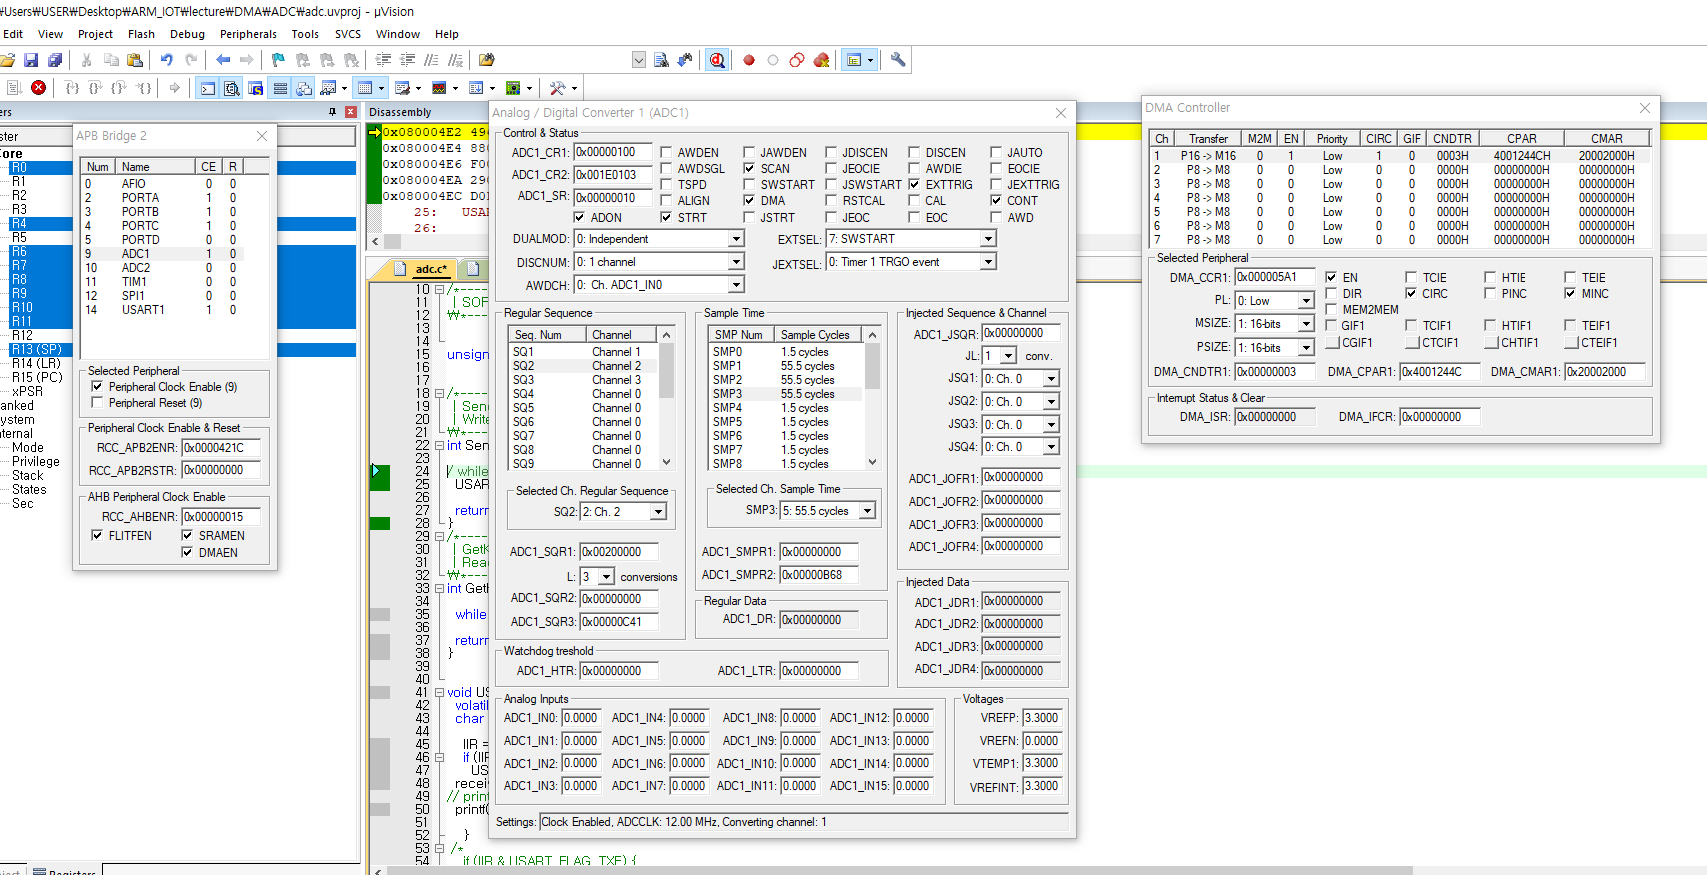 ₩Users₩USER₩Desktop₩ARM_IOT₩lecture₩DMA₩ADC₩adc.uvproj - µVision
Edit View Project Flash Debug Peripherals Tools SVCS Window Help
ers
ster
Core
R0
R1
R2
R3
R4
R5
R6
R7
R8
R9
R10
R11
R12
R13 (SP)
R14 (LR)
R15 (PC)
xPSR
anked
ystem
nternal
Mode
Privilege
Stack
States
Sec
Registers
APB Bridge 2
Num Name CE R
0 AFIO 0 0
2 PORTA 1 0
3 PORTB 1 0
4 PORTC 1 0
5 PORTD 0 0
9 ADC1 1 0
10 ADC2 0 0
11 TIM1 0 0
12 SPI1 0 0
14 USART1 1 0
Selected Peripheral
Peripheral Clock Enable (9)
Peripheral Reset (9)
Peripheral Clock Enable & Reset
RCC_APB2ENR: 0x0000421C
RCC_APB2RSTR: 0x00000000
AHB Peripheral Clock Enable
RCC_AHBENR: 0x00000015
FLITFEN SRAMEN
DMAEN
Disassembly
0x080004E2 49
0x080004E4 88
0x080004E6 F0
0x080004EA 29
0x080004EC D0
25: USA
26:
adc.c*
10 /*----
11 | SOF
12 ₩*----
13
14
15 unsign
16
17
18 /*----
19 | Send
20 | Write
21 ₩*----
22 int Sen
23
24 / while
25 USAR
26
27 return
28 }
29 /*----
30 | GetK
31 | Read
32 ₩*----
33 int GetK
34
35 while
36
37 return
38 }
39
40
41 void US
42 volatil
43 char
44
45 IIR =
46 if (IIR
47 US
48 receiv
49 // print
50 printf(
51
52 }
53 /*
54 if (IIR & USART_FLAG_TXE) {
Analog / Digital Converter 1 (ADC1)
Control & Status
ADC1_CR1: 0x00000100 AWDEN JAWDEN JDISCEN DISCEN JAUTO
AWDSGL SCAN JEOCIE AWDIE EOCIE
ADC1_CR2: 0x001E0103 TSPD SWSTART JSWSTART EXTTRIG JEXTTRIG
ADC1_SR: 0x00000010 ALIGN DMA RSTCAL CAL CONT
ADON STRT JSTRT JEOC EOC AWD
DUALMOD: 0: Independent EXTSEL: 7: SWSTART
DISCNUM: 0: 1 channel JEXTSEL: 0: Timer 1 TRGO event
AWDCH: 0: Ch. ADC1_IN0
Regular Sequence
Seq. Num Channel
SQ1 Channel 1
SQ2 Channel 2
SQ3 Channel 3
SQ4 Channel 0
SQ5 Channel 0
SQ6 Channel 0
SQ7 Channel 0
SQ8 Channel 0
SQ9 Channel 0
Selected Ch. Regular Sequence
SQ2: 2: Ch. 2
ADC1_SQR1: 0x00200000
L: 3 conversions
ADC1_SQR2: 0x00000000
ADC1_SQR3: 0x00000C41
Sample Time
SMP Num Sample Cycles
SMP0 1.5 cycles
SMP1 55.5 cycles
SMP2 55.5 cycles
SMP3 55.5 cycles
SMP4 1.5 cycles
SMP5 1.5 cycles
SMP6 1.5 cycles
SMP7 1.5 cycles
SMP8 1.5 cycles
Selected Ch. Sample Time
SMP3: 5: 55.5 cycles
ADC1_SMPR1: 0x00000000
ADC1_SMPR2: 0x00000B68
Regular Data
ADC1_DR: 0x00000000
Injected Sequence & Channel
ADC1_JSQR: 0x00000000
JL: 1 conv.
JSQ1: 0: Ch. 0
JSQ2: 0: Ch. 0
JSQ3: 0: Ch. 0
JSQ4: 0: Ch. 0
ADC1_JOFR1: 0x00000000
ADC1_JOFR2: 0x00000000
ADC1_JOFR3: 0x00000000
ADC1_JOFR4: 0x00000000
Injected Data
ADC1_JDR1: 0x00000000
ADC1_JDR2: 0x00000000
ADC1_JDR3: 0x00000000
ADC1_JDR4: 0x00000000
Watchdog treshold
ADC1_HTR: 0x00000000 ADC1_LTR: 0x00000000
Analog Inputs
ADC1_IN0: 0.0000 ADC1_IN4: 0.0000 ADC1_IN8: 0.0000 ADC1_IN12: 0.0000
ADC1_IN1: 0.0000 ADC1_IN5: 0.0000 ADC1_IN9: 0.0000 ADC1_IN13: 0.0000
ADC1_IN2: 0.0000 ADC1_IN6: 0.0000 ADC1_IN10: 0.0000 ADC1_IN14: 0.0000
ADC1_IN3: 0.0000 ADC1_IN7: 0.0000 ADC1_IN11: 0.0000 ADC1_IN15: 0.0000
Voltages
VREFP: 3.3000
VREFN: 0.0000
VTEMP1: 3.3000
VREFINT: 3.3000
Settings: Clock Enabled, ADCCLK: 12.00 MHz, Converting channel: 1
DMA Controller
Ch Transfer M2M EN Priority CIRC GIF CNDTR CPAR CMAR
1 P16 -> M16 0 1 Low 1 0 0003H 4001244CH 20002000H
2 P8 -> M8 0 0 Low 0 0 0000H 00000000H 00000000H
3 P8 -> M8 0 0 Low 0 0 0000H 00000000H 00000000H
4 P8 -> M8 0 0 Low 0 0 0000H 00000000H 00000000H
5 P8 -> M8 0 0 Low 0 0 0000H 00000000H 00000000H
6 P8 -> M8 0 0 Low 0 0 0000H 00000000H 00000000H
7 P8 -> M8 0 0 Low 0 0 0000H 00000000H 00000000H
Selected Peripheral
DMA_CCR1: 0x000005A1 EN TCIE HTIE TEIE
DIR CIRC PINC MINC
PL: 0: Low MEM2MEM
MSIZE: 1: 16-bits GIF1 TCIF1 HTIF1 TEIF1
PSIZE: 1: 16-bits CGIF1 CTCIF1 CHTIF1 CTEIF1
DMA_CNDTR1: 0x00000003 DMA_CPAR1: 0x4001244C DMA_CMAR1: 0x20002000
Interrupt Status & Clear
DMA_ISR: 0x00000000 DMA_IFCR: 0x00000000